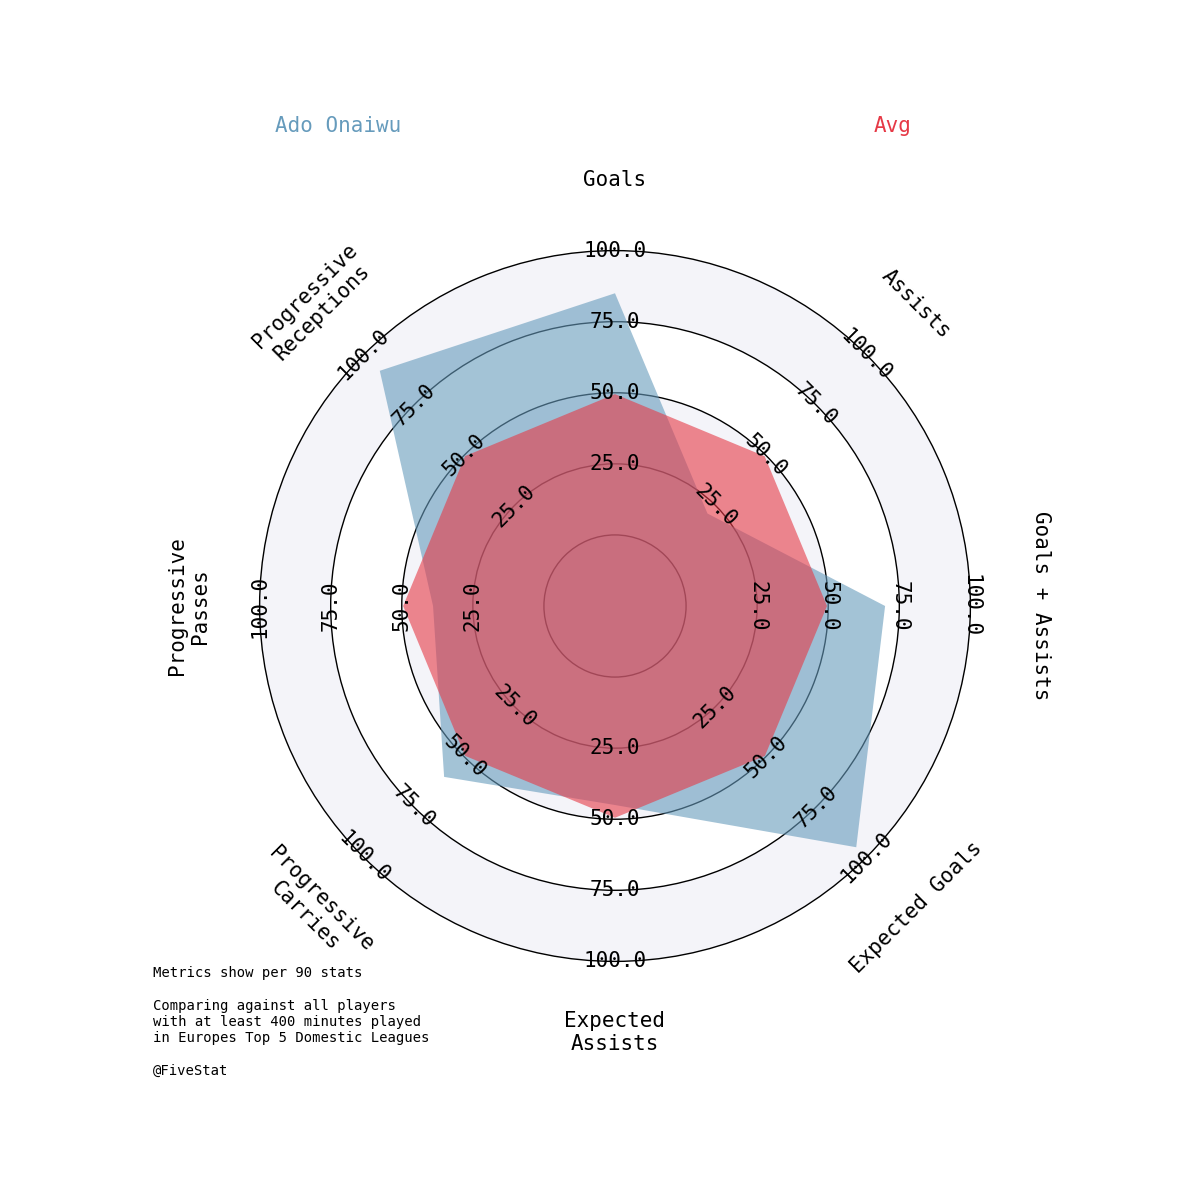 Ado Onaiwu
Avg
Goals
Assists
Goals + Assists
Expected Goals
Expected
Assists
Progressive
Carries
Progressive
Passes
Progressive
Receptions
25.0
50.0
75.0
100.0
25.0
50.0
75.0
100.0
25.0
50.0
75.0
100.0
25.0
50.0
75.0
100.0
25.0
50.0
75.0
100.0
25.0
50.0
75.0
100.0
25.0
50.0
75.0
100.0
25.0
50.0
75.0
100.0
Metrics show per 90 stats
Comparing against all players
with at least 400 minutes played
in Europes Top 5 Domestic Leagues
@FiveStat